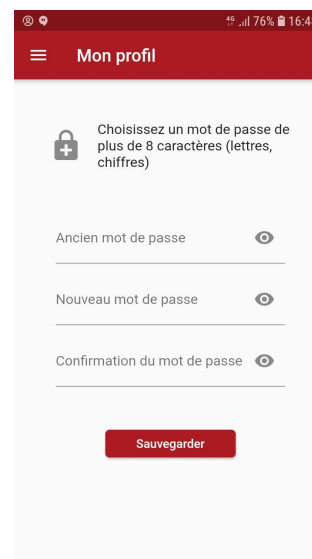 4G 76% 16:48
Mon profil
Choisissez un mot de passe de
plus de 8 caractères (lettres,
chiffres)
Ancien mot de passe
Nouveau mot de passe
Confirmation du mot de passe
Sauvegarder